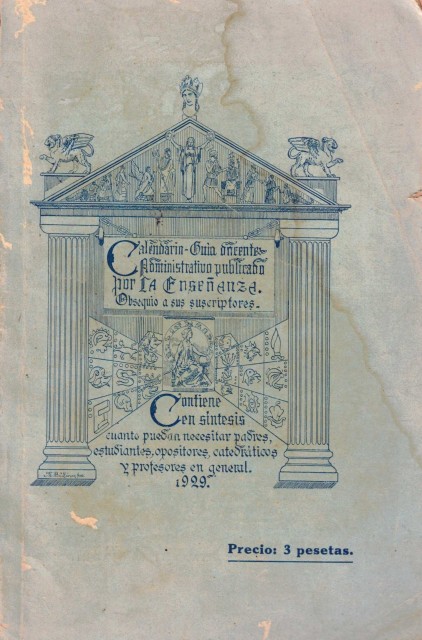 Calendario-Guia docente
Administrativo publicado
por LA ENSEÑANZA.
Obsequio a sus suscriptores.
Contiene
en síntesis
cuanto puedan necesitar padres,
estudiantes, opositores, catedráticos
y profesores en general.
1929.
Precio: 3 pesetas.